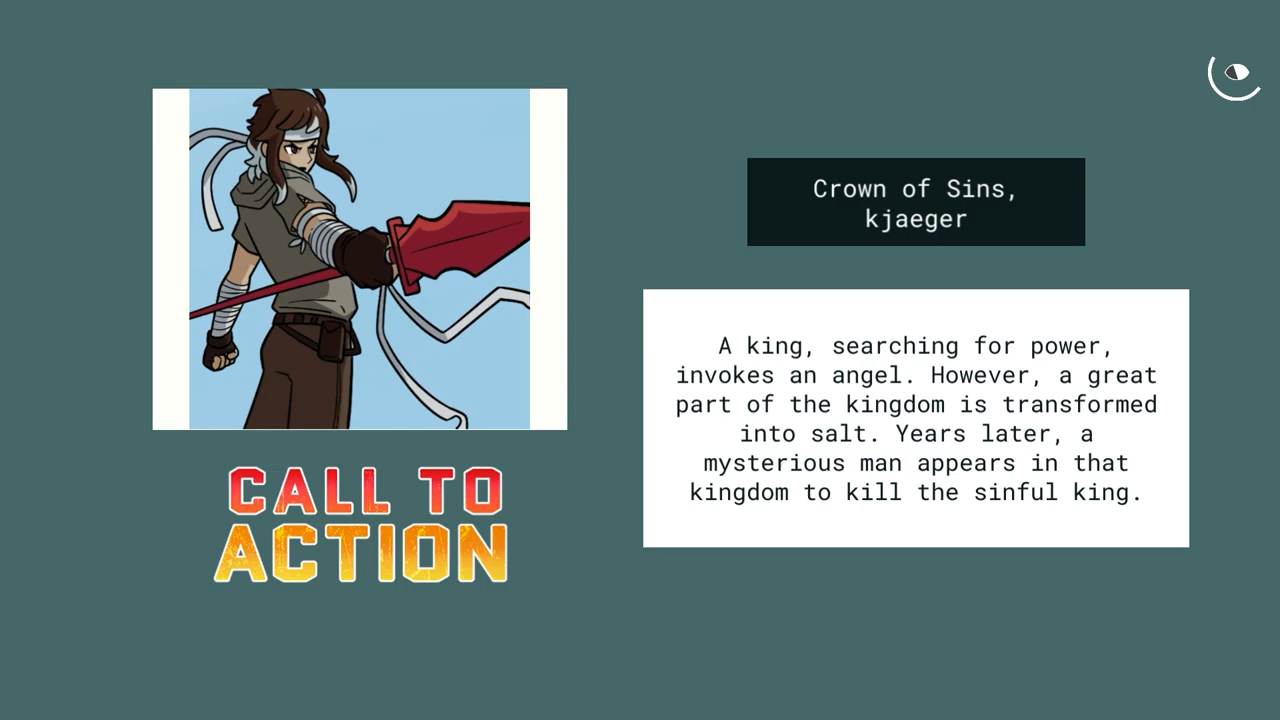 Crown of Sins,
kjaeger
A king, searching for power,
invokes an angel. However, a great
part of the kingdom is transformed
into salt. Years later, a
mysterious man appears in that
kingdom to kill the sinful king.
CALL TO
ACTION